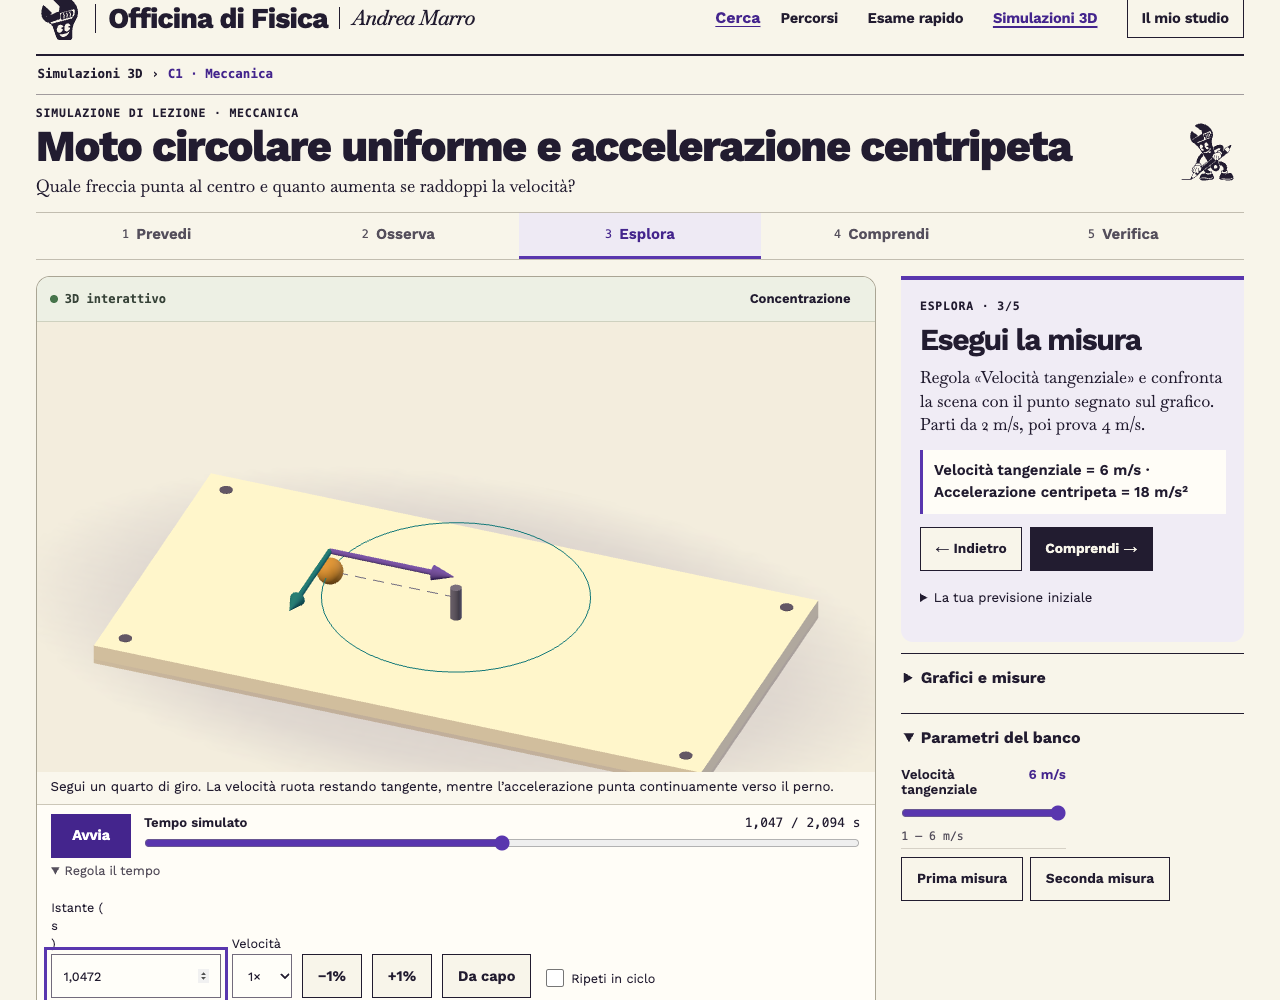 Officina di Fisica
Andrea Marro
Cerca
Percorsi
Esame rapido
Simulazioni 3D
Il mio studio
Simulazioni 3D › C1 · Meccanica
SIMULAZIONE DI LEZIONE · MECCANICA
Moto circolare uniforme e accelerazione centripeta
Quale freccia punta al centro e quanto aumenta se raddoppi la velocità?
1 Prevedi
2 Osserva
3 Esplora
4 Comprendi
5 Verifica
3D interattivo
Concentrazione
Segui un quarto di giro. La velocità ruota restando tangente, mentre l’accelerazione punta continuamente verso il perno.
Avvia
Tempo simulato
1,047 / 2,094 s
▼ Regola il tempo
Istante (
s
)
Velocità
1,0472
1×
−1%
+1%
Da capo
Ripeti in ciclo
ESPLORA · 3/5
Esegui la misura
Regola «Velocità tangenziale» e confronta
la scena con il punto segnato sul grafico.
Parti da 2 m/s, poi prova 4 m/s.
Velocità tangenziale = 6 m/s ·
Accelerazione centripeta = 18 m/s²
← Indietro
Comprendi →
▶ La tua previsione iniziale
▶ Grafici e misure
▼ Parametri del banco
Velocità
tangenziale
6 m/s
1 — 6 m/s
Prima misura
Seconda misura